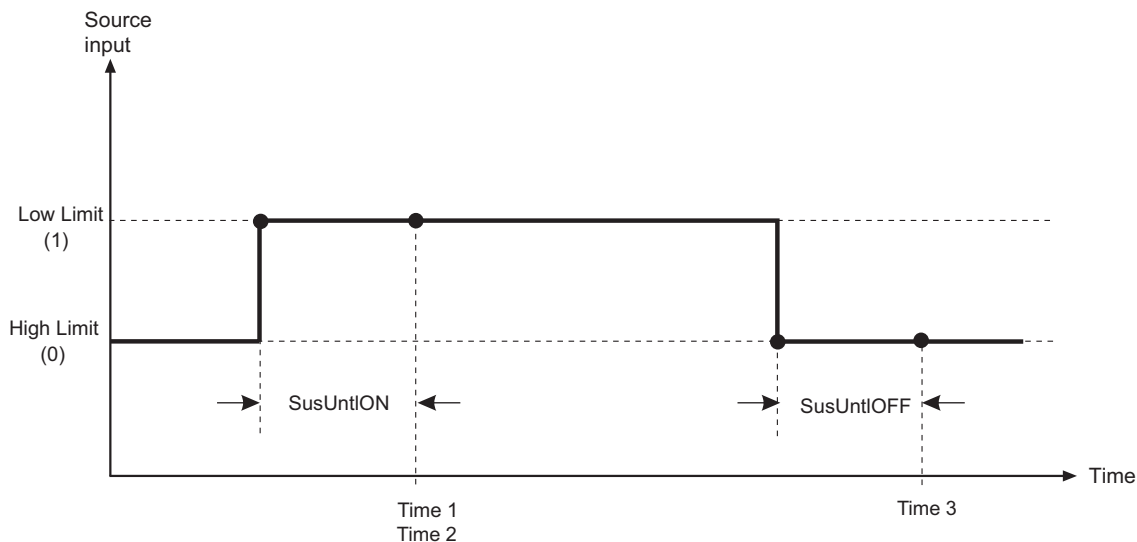 Source
input
Low Limit
(1)
High Limit
(0)
SusUntlON
SusUntlOFF
Time
Time 1
Time 2
Time 3